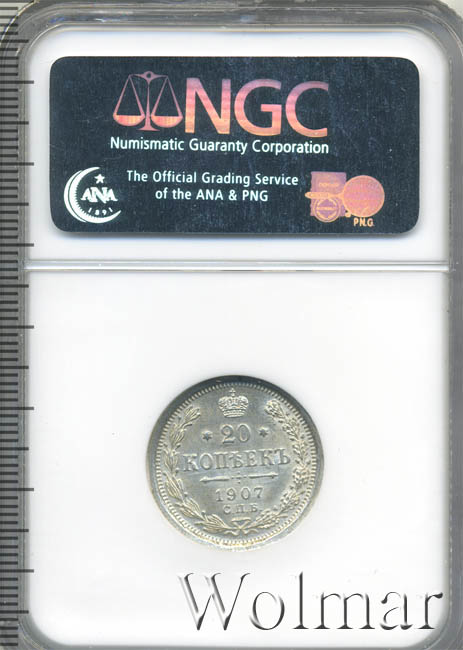 NGC
Numismatic Guaranty Corporation
The Official Grading Service
of the ANA & PNG
ANA
1891
P.N.G.
20
КОПѢЕКЪ
1907
С.П.Б.
Wolmar